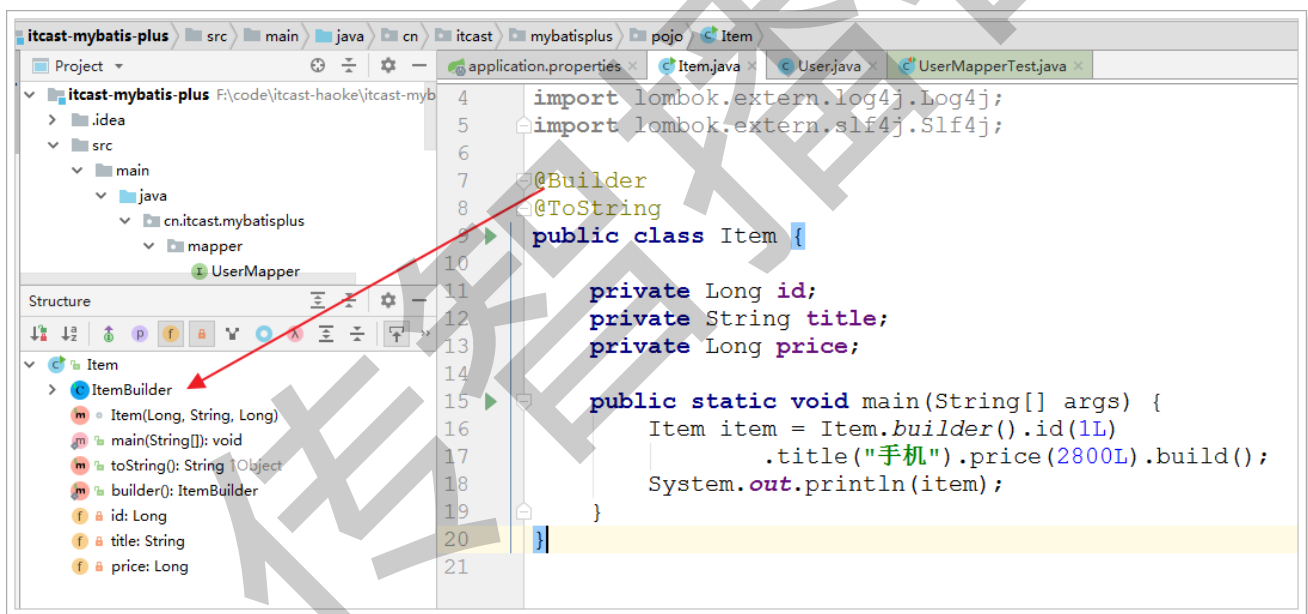 itcast-mybatis-plus src main java cn itcast mybatisplus pojo Item
Project
application.properties Item.java User.java UserMapperTest.java
itcast-mybatis-plus F:\code\itcast-haoke\itcast-myb
.idea
src
main
java
cn.itcast.mybatisplus
mapper
UserMapper
Structure
Item
ItemBuilder
Item(Long, String, Long)
main(String[]): void
toString(): String ↑Object
builder(): ItemBuilder
id: Long
title: String
price: Long
4 import lombok.extern.log4j.Log4j;
5 import lombok.extern.slf4j.Slf4j;
6
7 @Builder
8 @ToString
9 public class Item {
10
11 private Long id;
12 private String title;
13 private Long price;
14
15 public static void main(String[] args) {
16 Item item = Item.builder().id(1L)
17 .title("手机").price(2800L).build();
18 System.out.println(item);
19 }
20 }
21
传智播